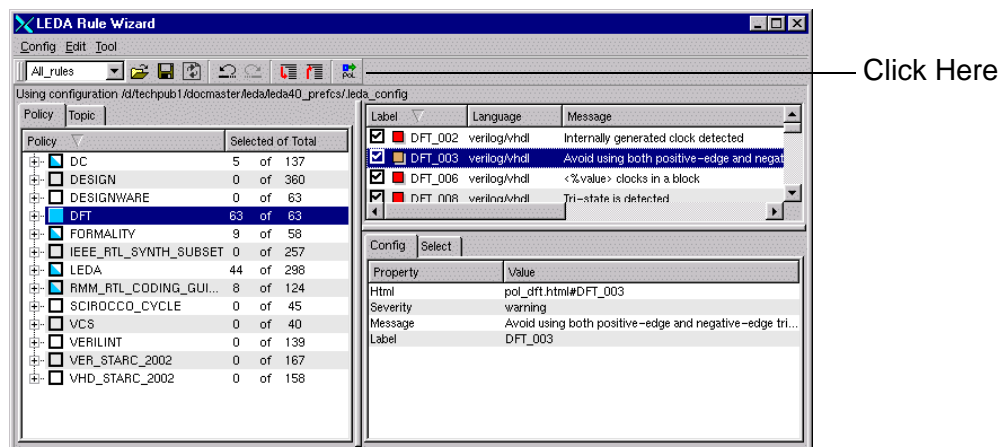 LEDA Rule Wizard
Config Edit Tool
All_rules
POL
Click Here
Using configuration /d/techpub1/docmaster/leda/leda40_prefcs/.leda_config
Policy Topic
Policy Selected of Total
DC 5 of 137
DESIGN 0 of 360
DESIGNWARE 0 of 63
DFT 63 of 63
FORMALITY 9 of 58
IEEE_RTL_SYNTH_SUBSET 0 of 257
LEDA 44 of 298
RMM_RTL_CODING_GUI... 8 of 124
SCIROCCO_CYCLE 0 of 45
VCS 0 of 40
VERILINT 0 of 139
VER_STARC_2002 0 of 167
VHD_STARC_2002 0 of 158
Label Language Message
DFT_002 verilog/vhdl Internally generated clock detected
DFT_003 verilog/vhdl Avoid using both positive-edge and negat
DFT_006 verilog/vhdl <%value> clocks in a block
DFT_008 verilog/vhdl Tri-state is detected
Config Select
Property Value
Html pol_dft.html#DFT_003
Severity warning
Message Avoid using both positive-edge and negative-edge tri...
Label DFT_003